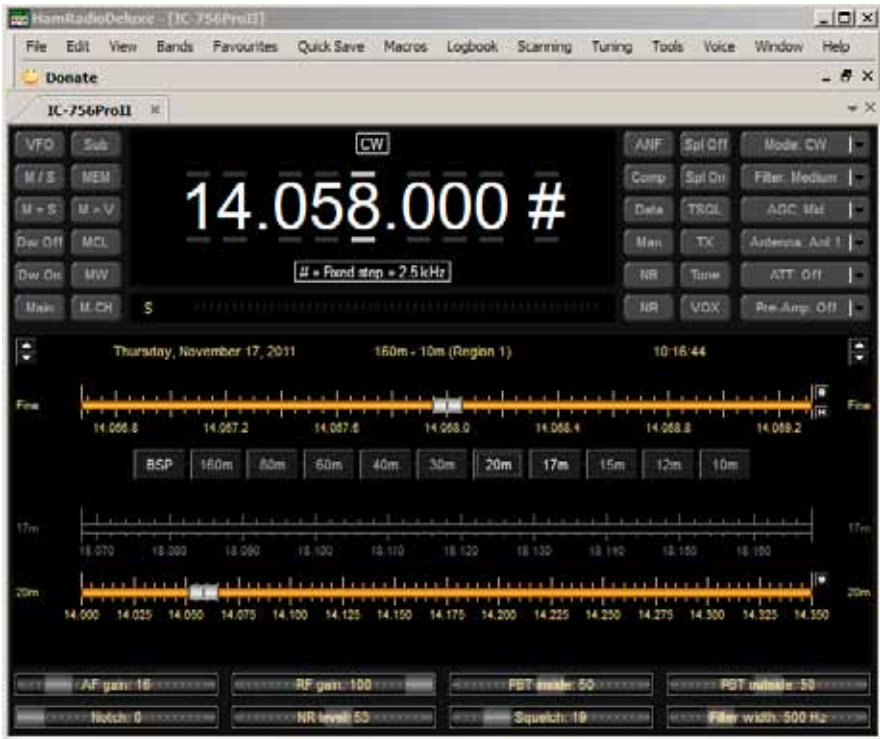 HamRadioDeluxe - [IC-756ProII]
File Edit View Bands Favourites Quick Save Macros Logbook Scanning Tuning Tools Voice Window Help
Donate
IC-756ProII
VFO Sub CW ANF Spl Off Mode: CW
M / S MEM 14.058.000 # Comp Spl On Filter: Medium
M = S M > V Data TSQL AGC: Mid
Dw Off MCL Man TX Antenna: Ant 1
Dw On MW # = Fixed step = 2.5 kHz NB Tune ATT: Off
Main M.CH S NR VOX Pre-Amp: Off
Thursday, November 17, 2011 160m - 10m (Region 1) 10:16:44
Fine Fine
14.056.8 14.057.2 14.057.6 14.058.0 14.058.4 14.058.8 14.059.2
BSP 160m 80m 60m 40m 30m 20m 17m 15m 12m 10m
17m 17m
18.070 18.080 18.090 18.100 18.110 18.120 18.130 18.140 18.150 18.160
20m 20m
14.000 14.025 14.050 14.075 14.100 14.125 14.150 14.175 14.200 14.225 14.250 14.275 14.300 14.325 14.350
AF gain: 16 RF gain: 100 PBT inside: 50 PBT outside: 50
Notch: 0 NR level: 53 Squelch: 19 Filter width: 500 Hz